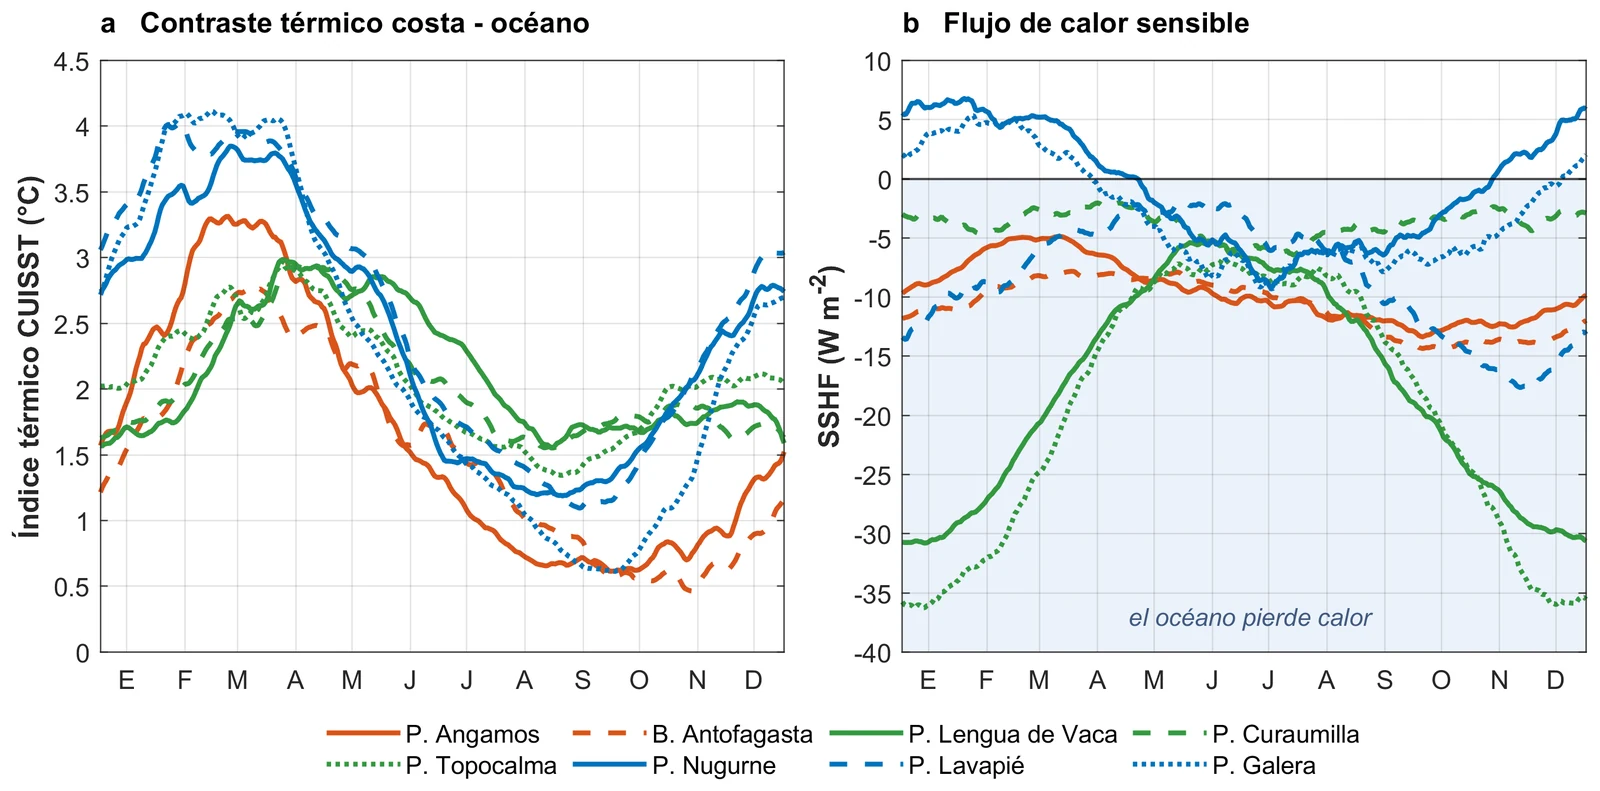 a Contraste térmico costa - océano
Índice térmico CUISST (°C)
4.5
4
3.5
3
2.5
2
1.5
1
0.5
0
E F M A M J J A S O N D
b Flujo de calor sensible
SSHF (W m-2)
10
5
0
-5
-10
-15
-20
-25
-30
-35
-40
el océano pierde calor
E F M A M J J A S O N D
P. Angamos B. Antofagasta P. Lengua de Vaca P. Curaumilla
P. Topocalma P. Nugurne P. Lavapié P. Galera